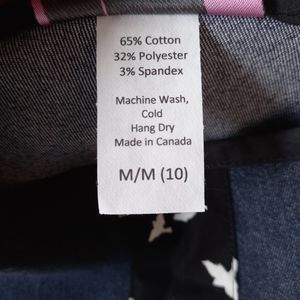 65% Cotton
32% Polyester
3% Spandex
Machine Wash,
Cold
Hang Dry
Made in Canada
M/M (10)